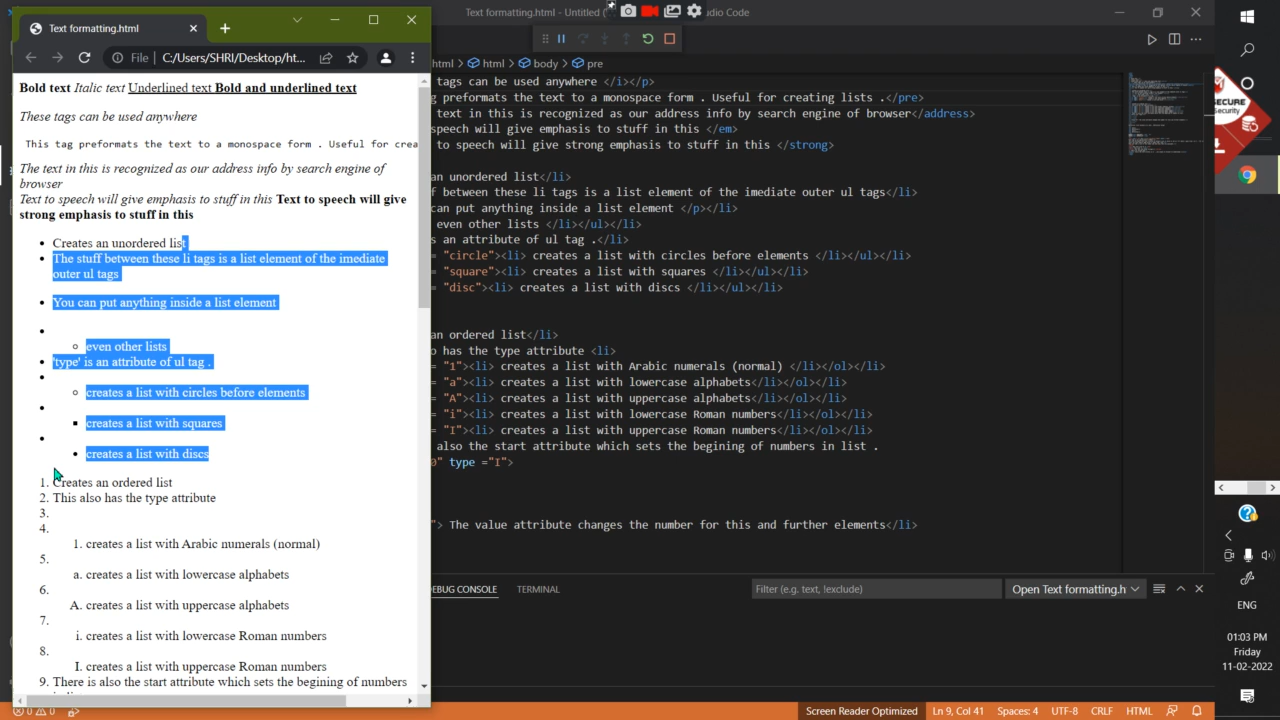 Text formatting.html
Text formatting.html - Untitled
udio Code
File
C:/Users/SHRI/Desktop/ht...
Bold text Italic text Underlined text Bold and underlined text
These tags can be used anywhere
This tag preformats the text to a monospace form . Useful for crea
The text in this is recognized as our address info by search engine of
browser
Text to speech will give emphasis to stuff in this Text to speech will give
strong emphasis to stuff in this
• Creates an unordered list
• The stuff between these li tags is a list element of the imediate
outer ul tags
• You can put anything inside a list element
•
even other lists
• 'type' is an attribute of ul tag .
•
creates a list with circles before elements
•
creates a list with squares
•
creates a list with discs
1. Creates an ordered list
2. This also has the type attribute
3.
4.
1. creates a list with Arabic numerals (normal)
5.
a. creates a list with lowercase alphabets
6.
A. creates a list with uppercase alphabets
7.
i. creates a list with lowercase Roman numbers
8.
I. creates a list with uppercase Roman numbers
9. There is also the start attribute which sets the begining of numbers
html > html > body > pre
tags can be used anywhere </i></p>
g preformats the text to a monospace form . Useful for creating lists .</pre>
text in this is recognized as our address info by search engine of browser</address>
speech will give emphasis to stuff in this </em>
to speech will give strong emphasis to stuff in this </strong>
an unordered list</li>
f between these li tags is a list element of the imediate outer ul tags</li>
can put anything inside a list element </p></li>
even other lists </li></ul></li>
s an attribute of ul tag .</li>
= "circle"><li> creates a list with circles before elements </li></ul></li>
= "square"><li> creates a list with squares </li></ul></li>
= "disc"><li> creates a list with discs </li></ul></li>
an ordered list</li>
o has the type attribute <li>
= "1"><li> creates a list with Arabic numerals (normal) </li></ol></li>
= "a"><li> creates a list with lowercase alphabets</li></ol></li>
= "A"><li> creates a list with uppercase alphabets</li></ol></li>
= "i"><li> creates a list with lowercase Roman numbers</li></ol></li>
= "I"><li> creates a list with uppercase Roman numbers</li></ol></li>
also the start attribute which sets the begining of numbers in list .
0" type ="I">
"> The value attribute changes the number for this and further elements</li>
EBUG CONSOLE
TERMINAL
Filter (e.g. text, !exclude)
Open Text formatting.h
0 0
Screen Reader Optimized
Ln 9, Col 41
Spaces: 4
UTF-8
CRLF
HTML
ECURE
Security
ENG
01:03 PM
Friday
11-02-2022